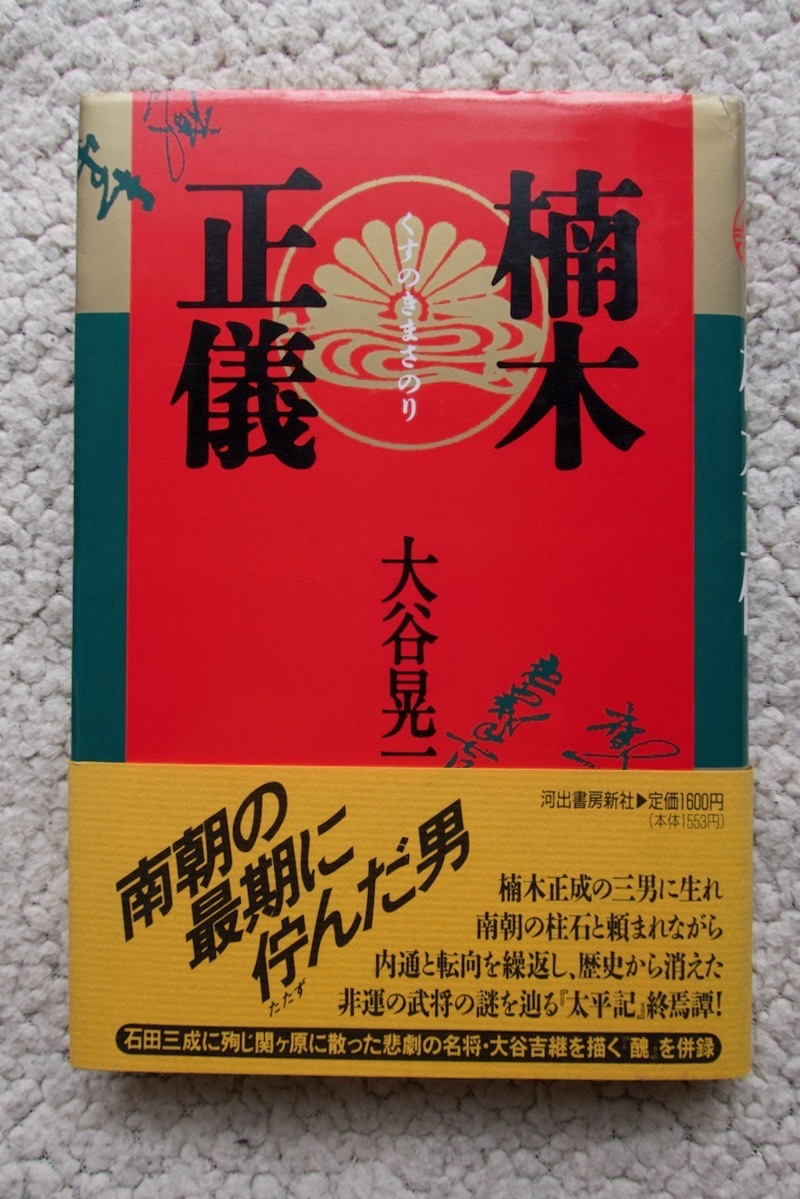 楠木
正儀
くすのきまさのり
大谷晃一
南朝の
最期に
佇んだ男
たたず
河出書房新社▶定価1600円
(本体1553円)
楠木正成の三男に生れ
南朝の柱石と頼まれながら
内通と転向を繰返し、歴史から消えた
非運の武将の謎を辿る『太平記』終焉譚!
石田三成に殉じ関ヶ原に散った悲劇の名将・大谷吉継を描く『醜』を併録